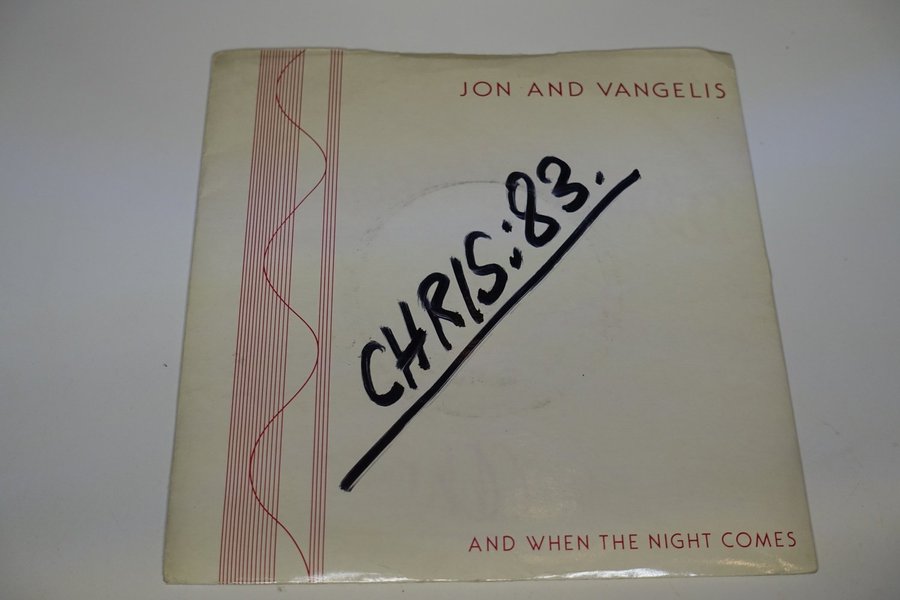 JON AND VANGELIS
CHRIS:83.
AND WHEN THE NIGHT COMES